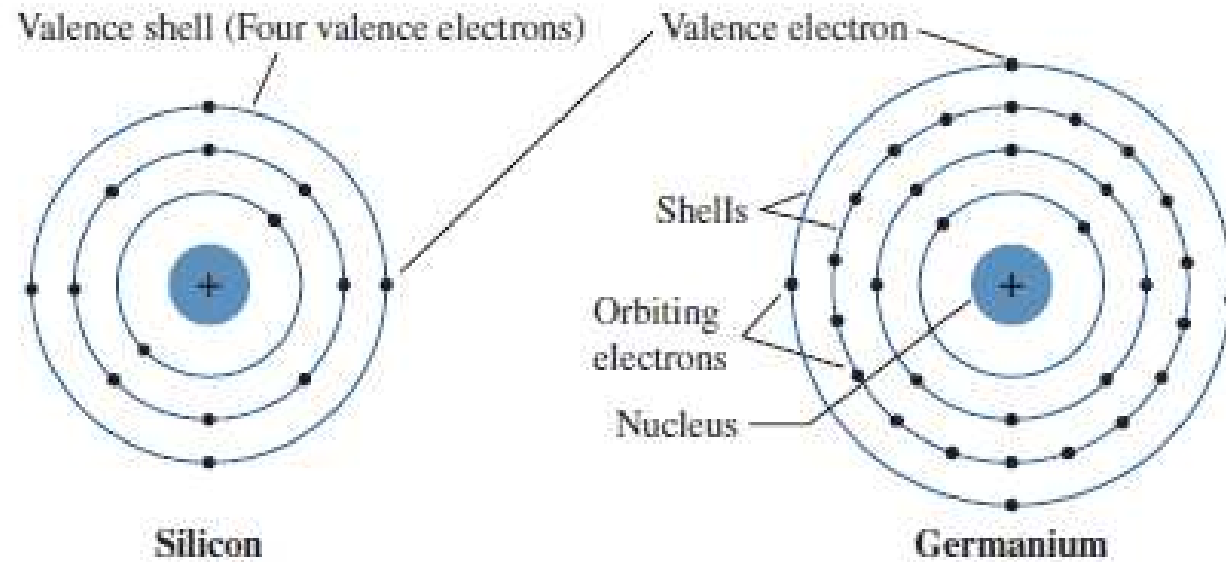 Valence shell (Four valence electrons)
Valence electron
Shells
Orbiting
electrons
Nucleus
+
+
Silicon
Germanium